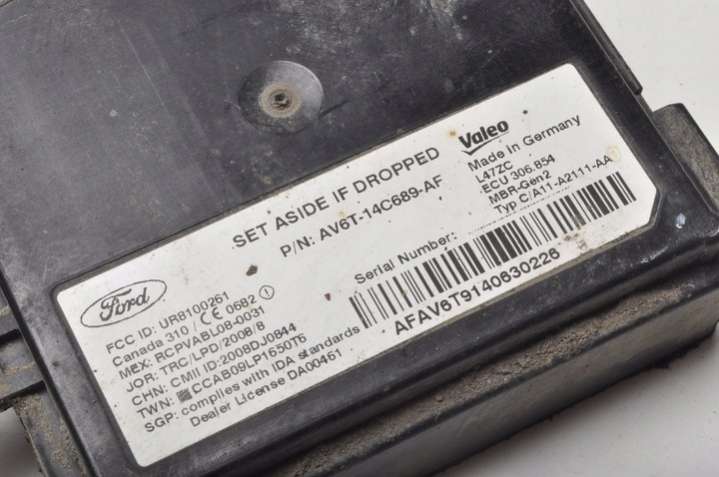 SET ASIDE IF DROPPED
P/N: AV6T-14C689-AF
Valeo
Made in Germany
L47ZC
ECU 306.854
MBR-Gen2
Typ C/A11-A2111-AA
Serial Number:
AFAV6T9140630226
Ford
FCC ID: UR8100261
Canada 310 / CE 0682
MEX: RCPVABL08-0031
JOR: TRC/LPD/2008/8
CHN: CMII ID:2008DJ0844
TWN: CCAB09LP1650T6
SGP: complies with IDA standards
Dealer License DA00461